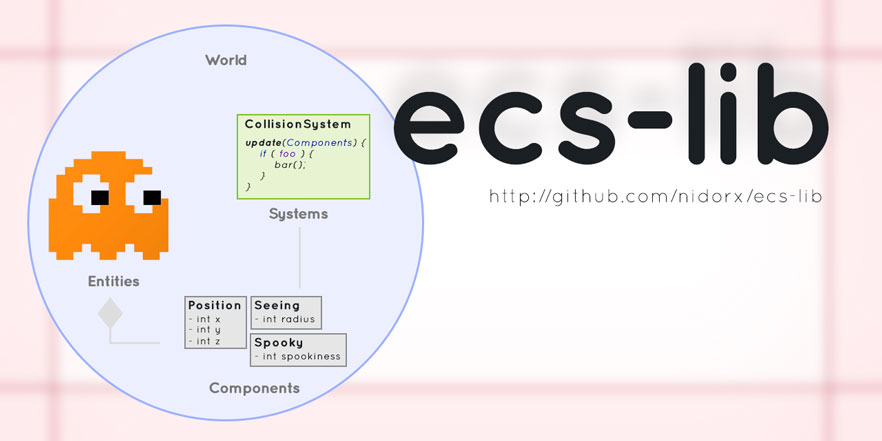 World
ecs-lib
http://github.com/nidorx/ecs-lib
CollisionSystem
update(Components) {
if ( foo ) {
bar();
}
}
Systems
Entities
Position
- int x
- int y
- int z
Seeing
- int radius
Spooky
- int spookiness
Components